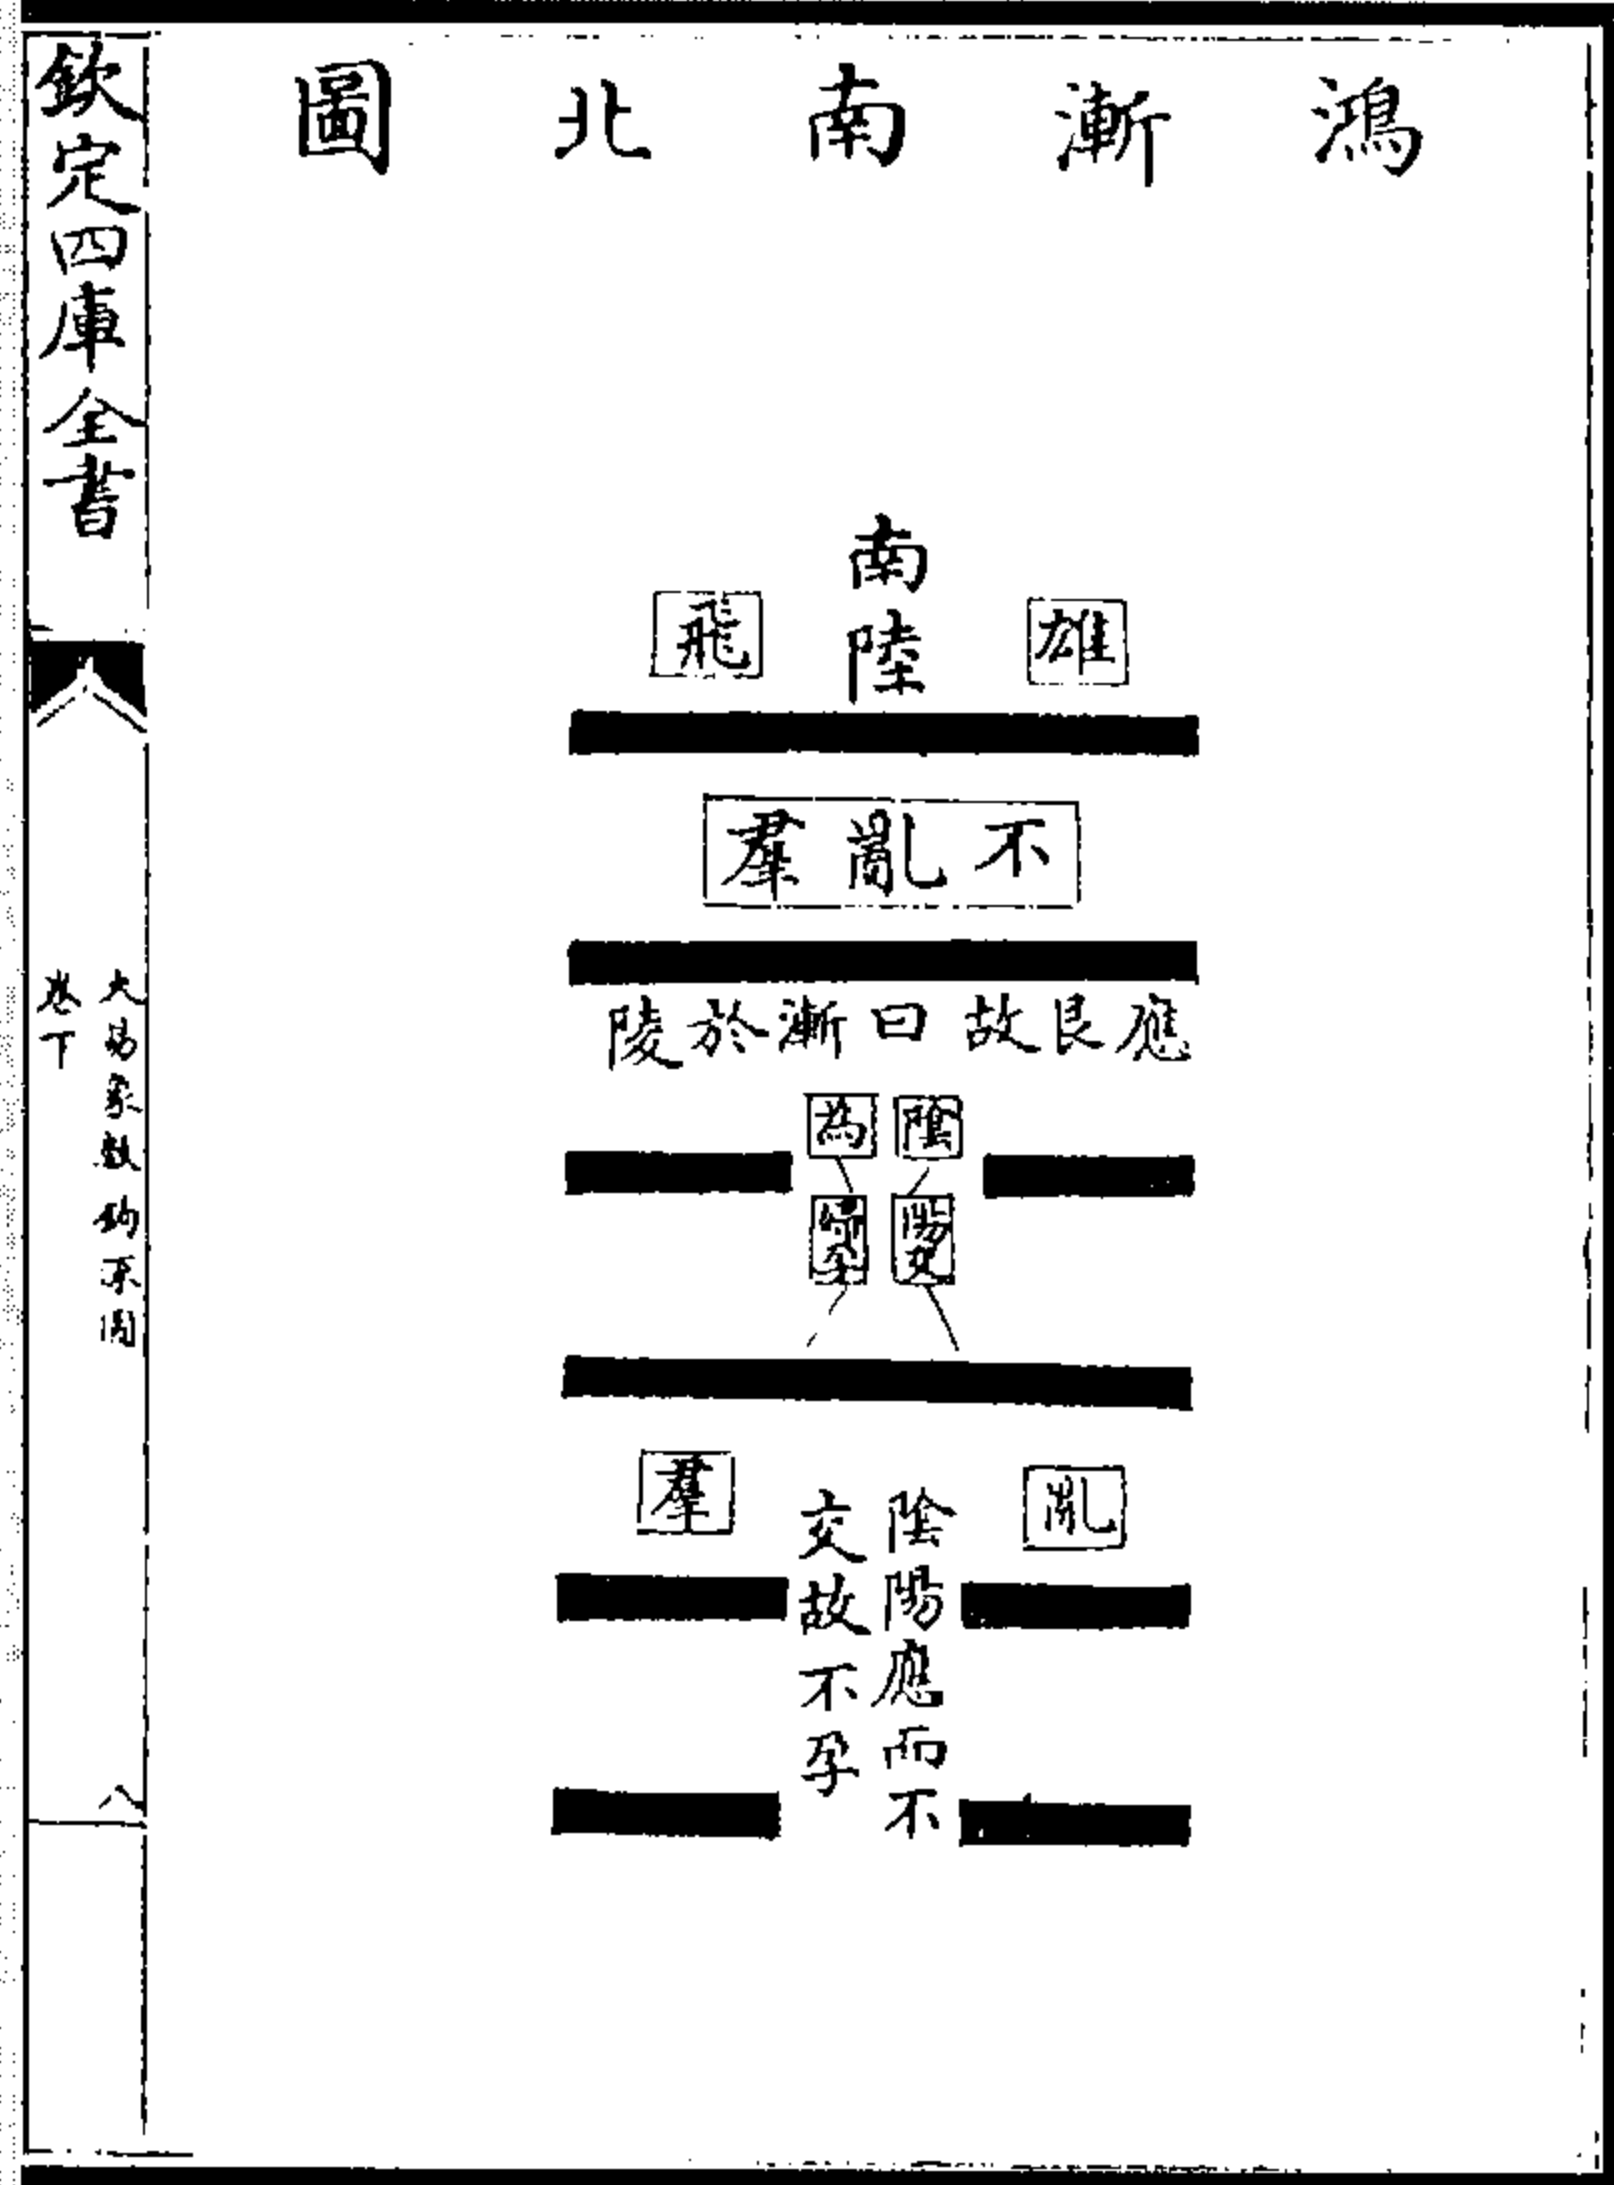 鴻漸南北圖
雄
南陸
飛
不亂羣
應艮故曰漸於陵
陰
為
陽
亂
陰陽應而不
交故不孕
羣
欽定四庫全書
大易象數鈎深圖
卷下
八